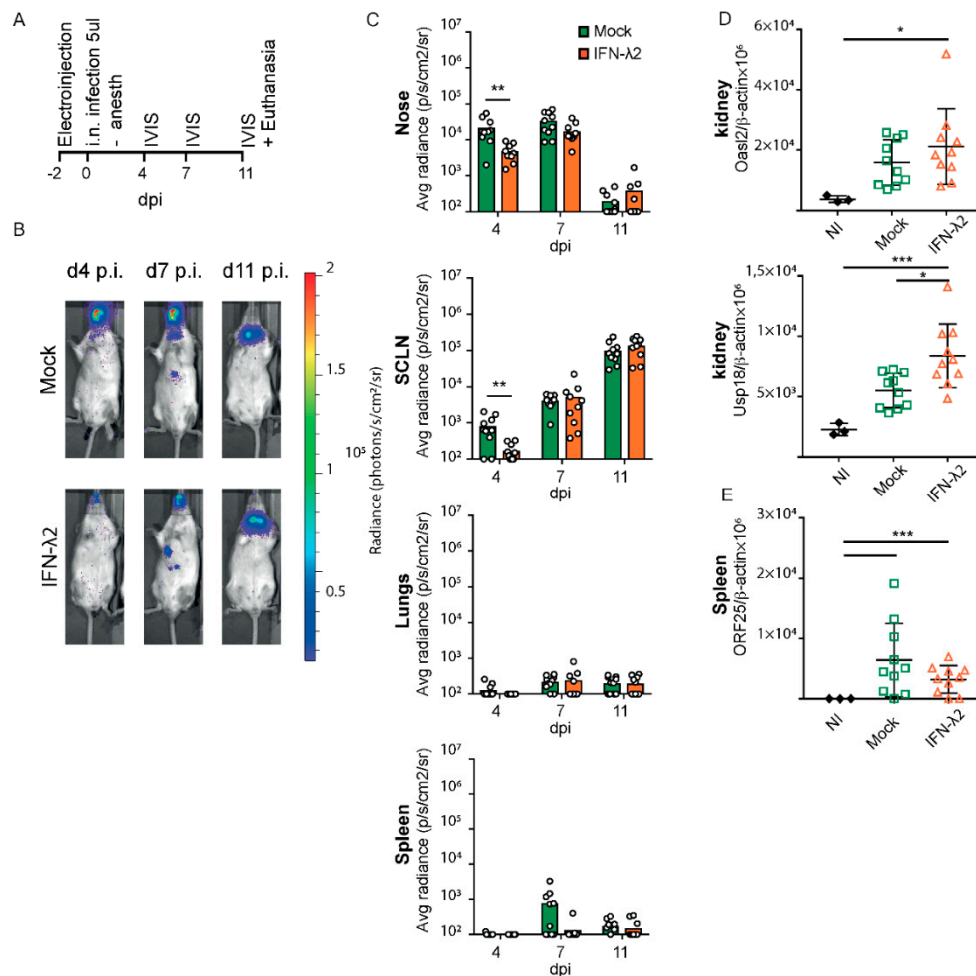 A
Electroinjection
i.n. infection 5ul
- anesth
IVIS
IVIS
IVIS
+ Euthanasia
-2 0 4 7 11
dpi
B
d4 p.i. d7 p.i. d11 p.i.
Mock
IFN-λ2
2
1.5
1
0.5
10⁵
Radiance (photons/s/cm²/sr)
C
Mock
IFN-λ2
Nose
Avg radiance (p/s/cm2/sr)
10⁷
10⁶
10⁵
10⁴
10³
10²
**
4 7 11
dpi
SCLN
Avg radiance (p/s/cm2/sr)
10⁷
10⁶
10⁵
10⁴
10³
10²
**
4 7 11
dpi
Lungs
Avg radiance (p/s/cm2/sr)
10⁷
10⁶
10⁵
10⁴
10³
10²
4 7 11
dpi
Spleen
Avg radiance (p/s/cm2/sr)
10⁷
10⁶
10⁵
10⁴
10³
10²
4 7 11
dpi
D
kidney
Oasl2/β-actin×10⁶
6×10⁴
4×10⁴
2×10⁴
*
NI Mock IFN-λ2
kidney
Usp18/β-actin×10⁶
1,5×10⁴
1×10⁴
5×10³
***
*
NI Mock IFN-λ2
E
Spleen
ORF25/β-actin×10⁶
3×10⁴
2×10⁴
1×10⁴
***
NI Mock IFN-λ2